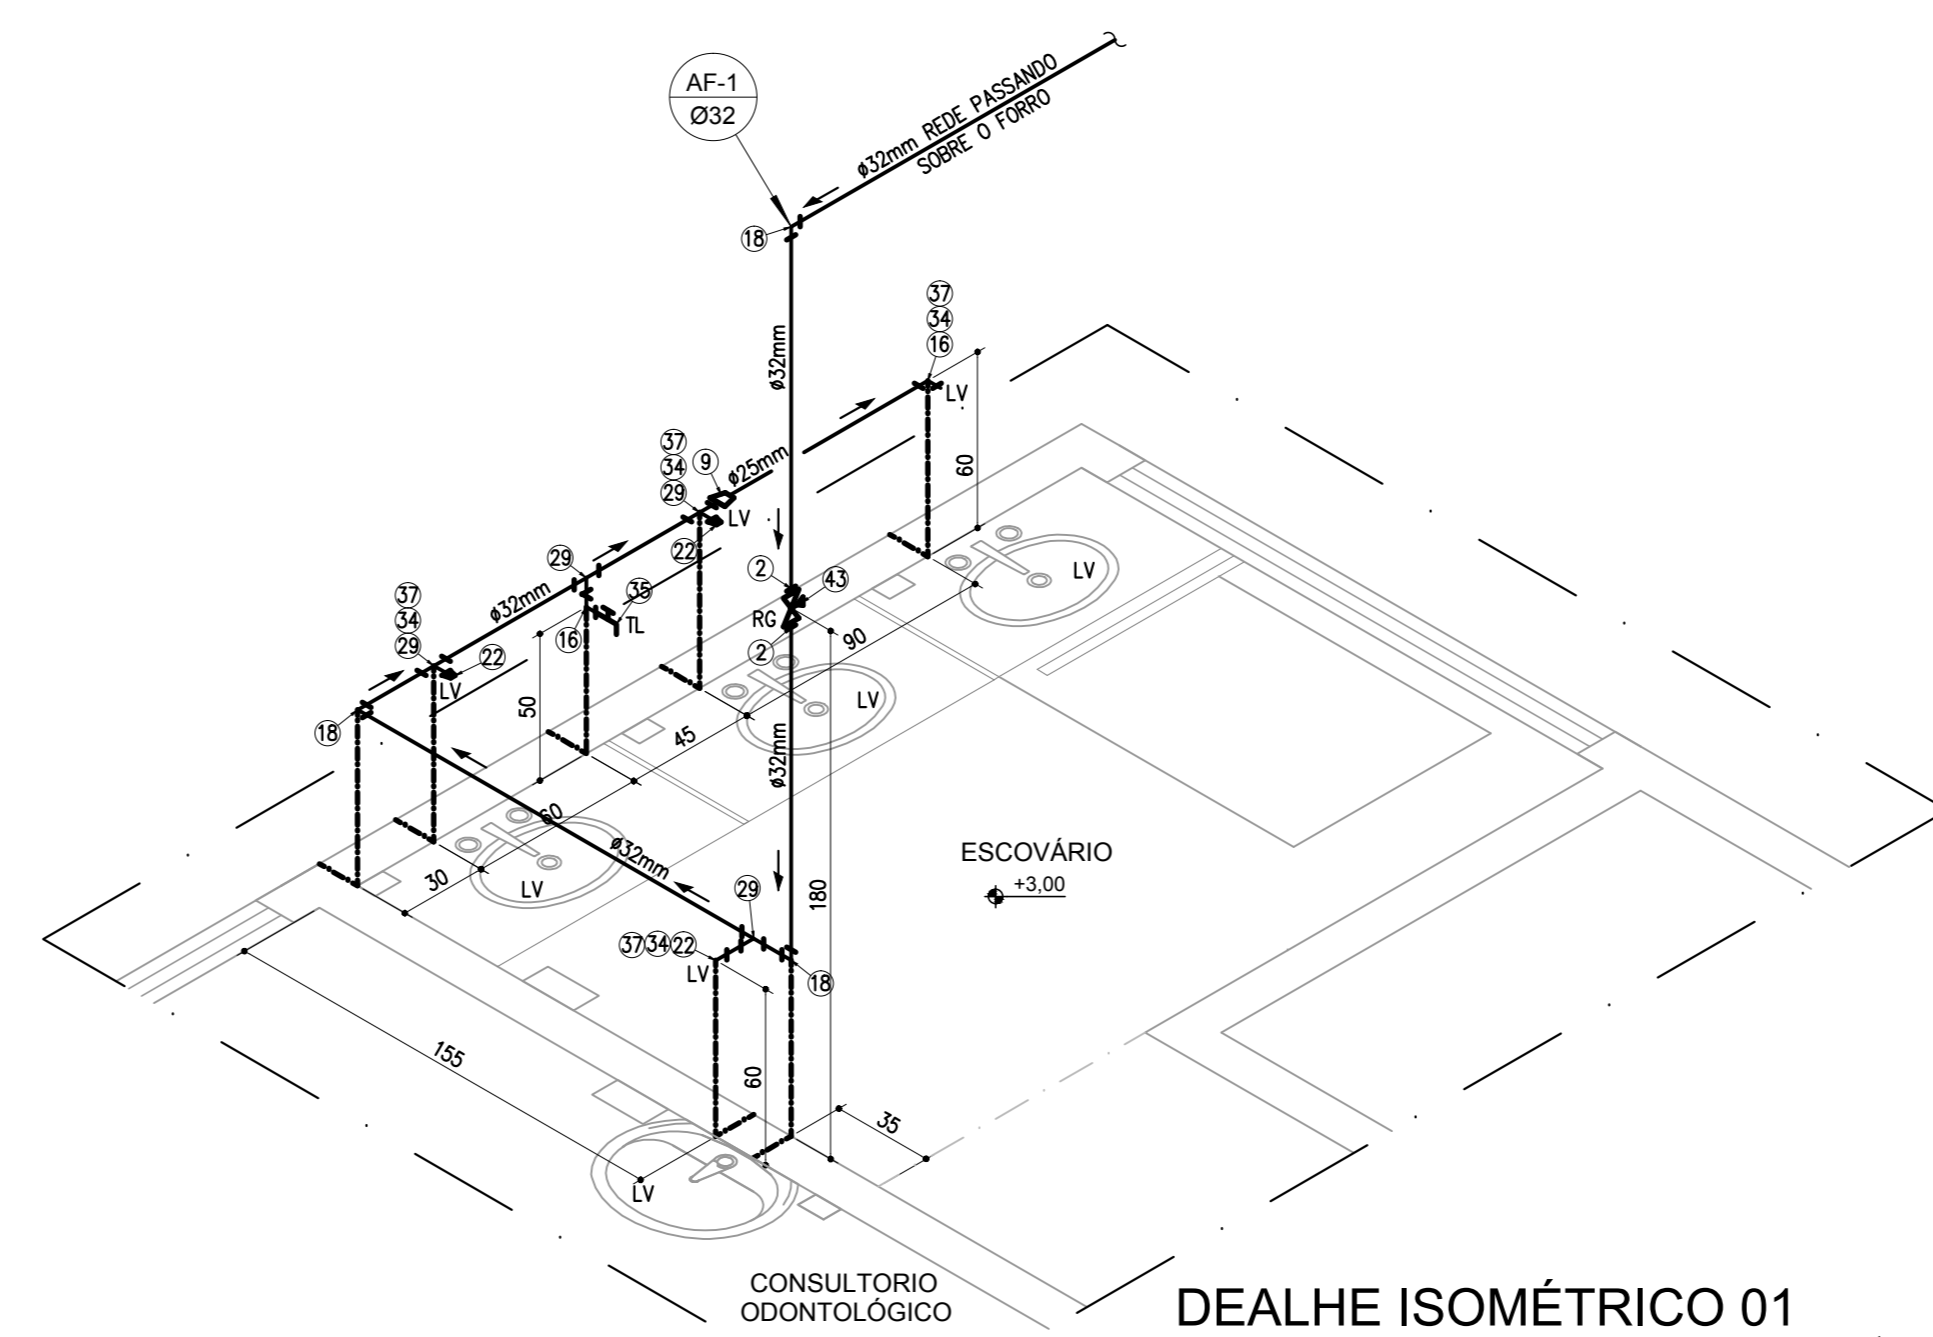 AF-1
Ø32
ø32mm REDE PASSANDO
SOBRE O FORRO
18
ø32mm
37
34
16
LV
60
37
34
29
9
ø25mm
LV
22
29
35
TL
16
ø32mm
37
34
29
22
LV
18
50
2
43
RG
2
90
LV
LV
45
ø32mm
60
30
LV
ø32mm
180
ESCOVÁRIO
+3,00
29
37 34 22
LV
18
155
60
35
LV
CONSULTORIO
ODONTOLÓGICO
DEALHE ISOMÉTRICO 01